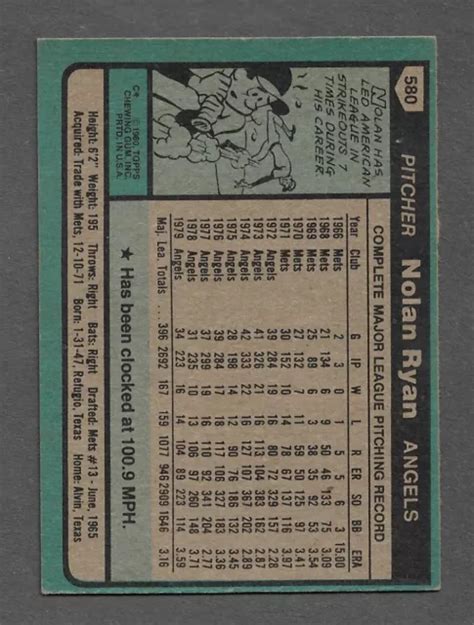 580
PITCHER Nolan Ryan ANGELS
NOLAN HAS
LED AMERICAN
LEAGUE IN
STRIKEOUTS 7
TIMES DURING
HIS CAREER.
C* ©1980 TOPPS
CHEWING GUM, INC.
PRTD. IN U.S.A.
COMPLETE MAJOR LEAGUE PITCHING RECORD
Year Club G IP W L R ER SO BB ERA
1966 Mets 2 3 0 1 5 5 6 3 15.00
1968 Mets 21 134 6 9 50 46 133 75 3.09
1969 Mets 25 89 6 3 38 35 92 53 3.54
1970 Mets 27 132 7 11 59 50 125 97 3.41
1971 Mets 30 152 10 14 78 67 137 116 3.97
1972 Angels 39 284 19 16 80 72 329 157 2.28
1973 Angels 41 326 21 16 113 104 383 162 2.87
1974 Angels 42 333 22 16 127 107 367 202 2.89
1975 Angels 28 198 14 12 90 76 186 132 3.45
1976 Angels 39 284 17 18 117 106 327 183 3.36
1977 Angels 37 299 19 16 110 92 341 204 2.77
1978 Angels 31 235 10 13 106 97 260 148 3.71
1979 Angels 34 223 16 14 104 89 223 114 3.59
Maj. Lea. Totals 396 2692 167 159 1077 946 2909 1646 3.16
★ Has been clocked at 100.9 MPH.
Height: 6'2" Weight: 195 Throws: Right Bats: Right Drafted: Mets #13 - June, 1965
Acquired: Trade with Mets, 12-10-71 Born: 1-31-47, Refugio, Texas Home: Alvin, Texas